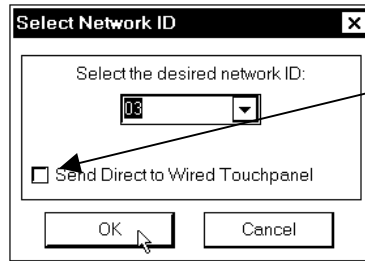 Select Network ID
Select the desired network ID:
03
Send Direct to Wired Touchpanel
OK
Cancel